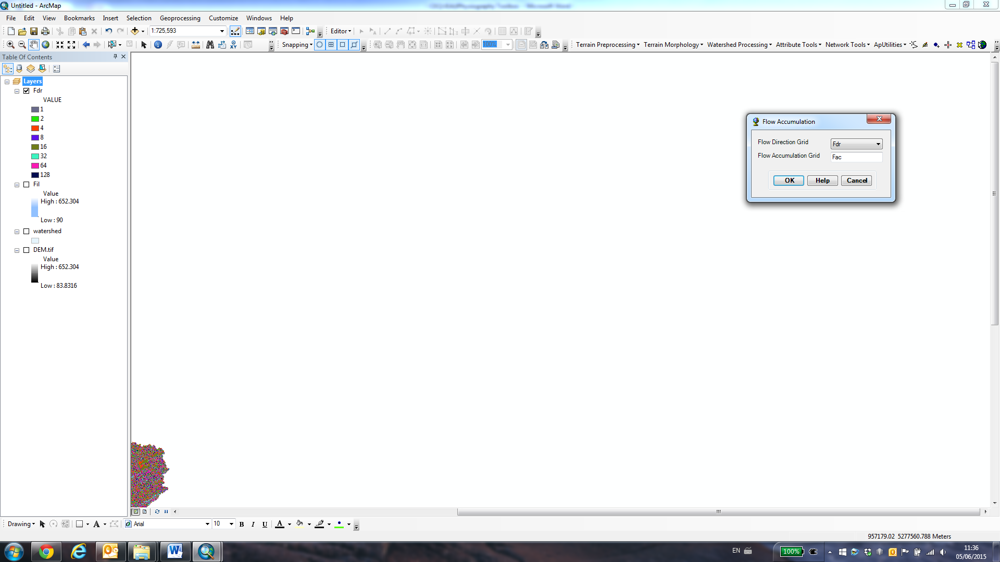 Untitled - ArcMap
File Edit View Bookmarks Insert Selection Geoprocessing Customize Windows Help
1:725,593
Editor
Snapping
100%
Terrain Preprocessing Terrain Morphology Watershed Processing Attribute Tools Network Tools ApUtilities
Table Of Contents
Layers
Fdr
VALUE
1
2
4
8
16
32
64
128
Fil
Value
High : 652.304
Low : 90
watershed
DEM.tif
Value
High : 652.304
Low : 83.8316
Flow Accumulation
Flow Direction Grid
Fdr
Flow Accumulation Grid
Fac
OK Help Cancel
Drawing
A
Arial
10
B I U A
957179.02 5277560.788 Meters
EN
100%
11:36
05/06/2015